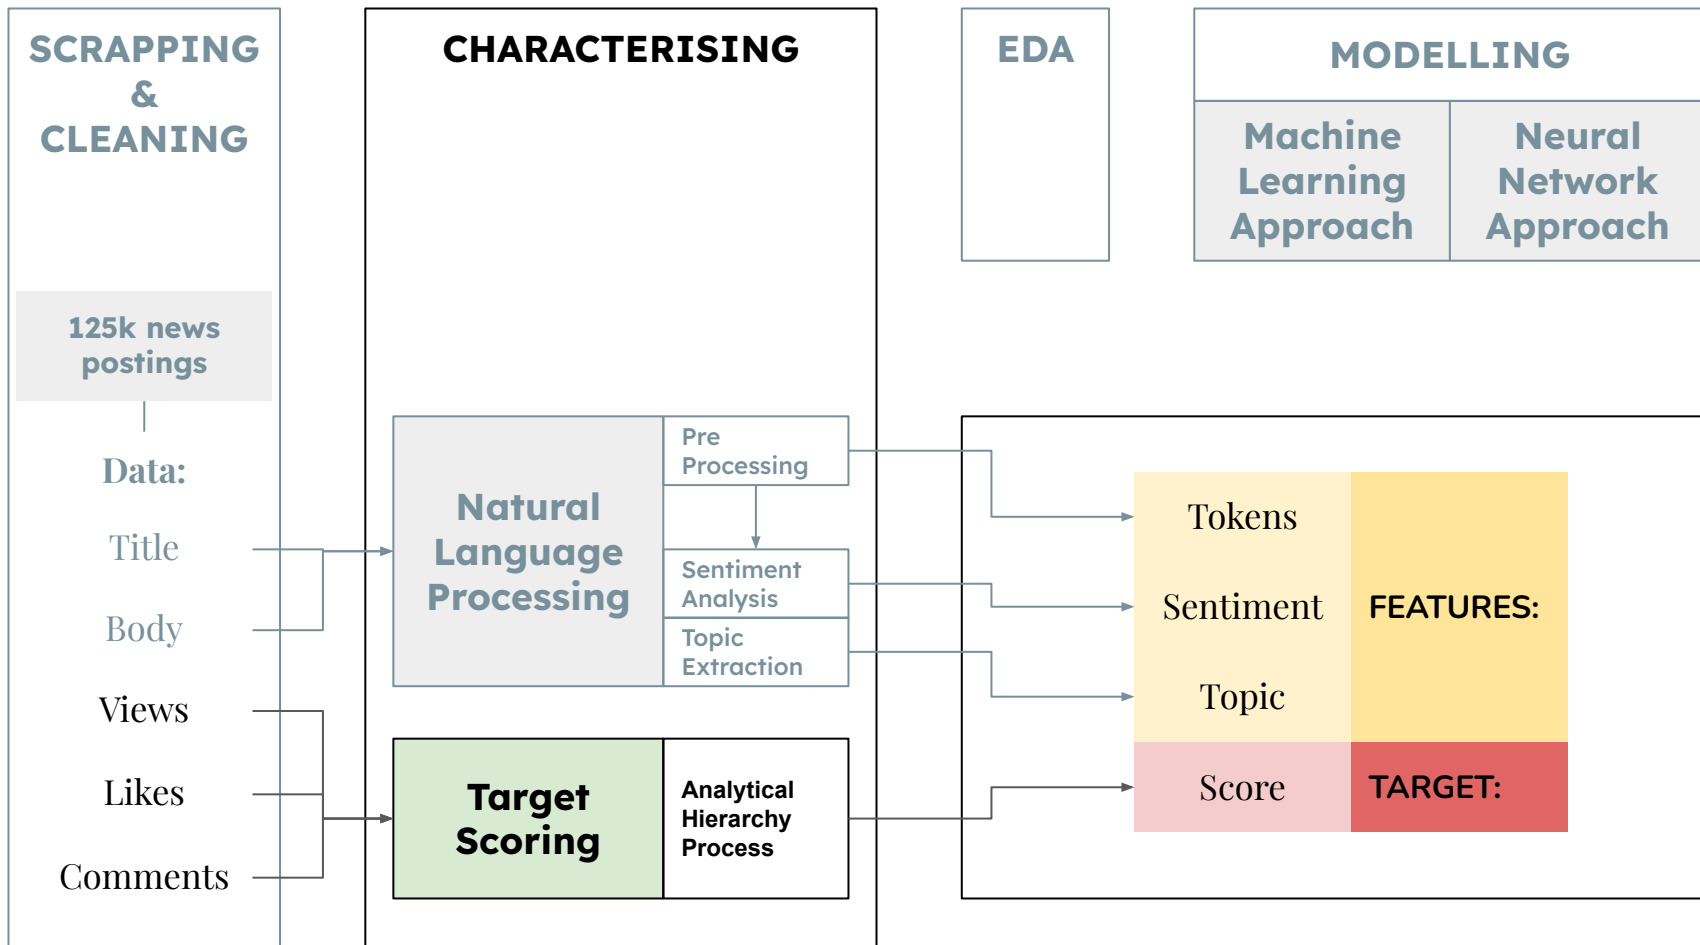 SCRAPPING
&
CLEANING
125k news
postings
Data:
Title
Body
Views
Likes
Comments
CHARACTERISING
Natural
Language
Processing
Pre
Processing
Sentiment
Analysis
Topic
Extraction
Target
Scoring
Analytical
Hierarchy
Process
EDA
MODELLING
Machine
Learning
Approach
Neural
Network
Approach
Tokens
Sentiment
Topic
FEATURES:
Score
TARGET: